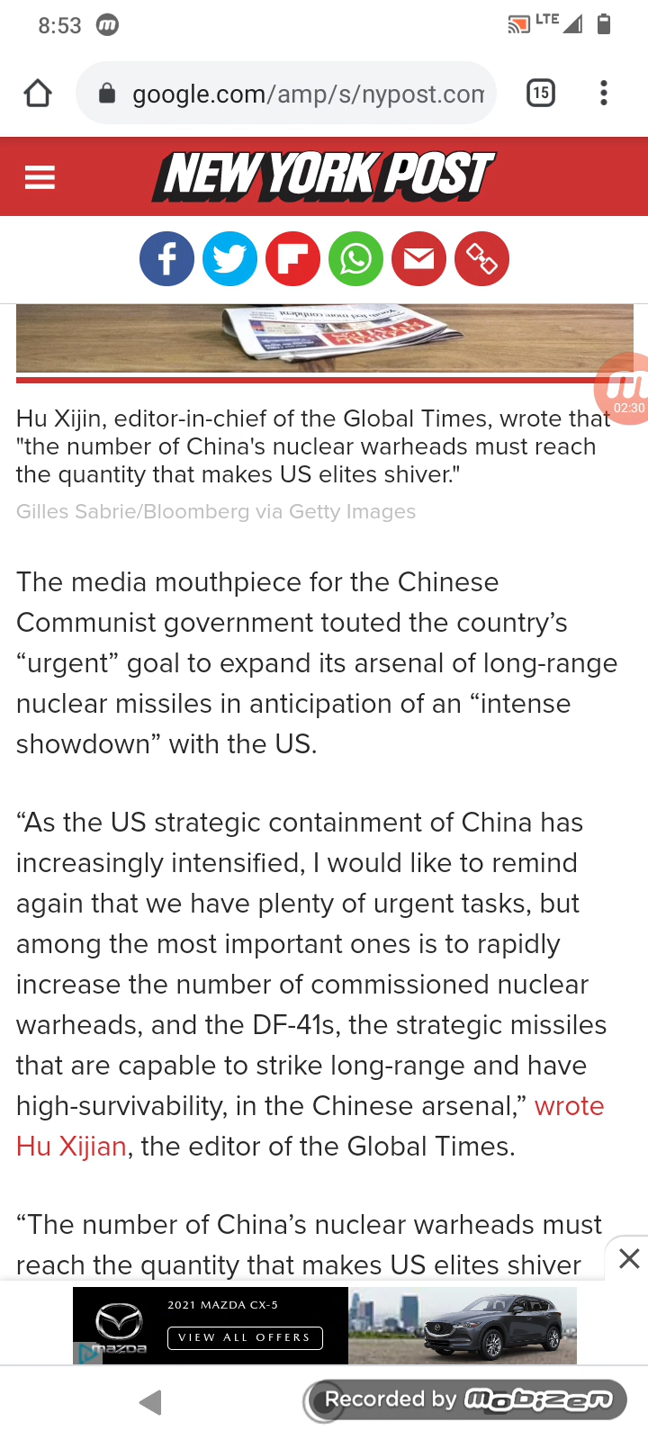 8:53
LTE
google.com/amp/s/nypost.com
15
NEW YORK POST
02:30
Hu Xijin, editor-in-chief of the Global Times, wrote that
"the number of China's nuclear warheads must reach
the quantity that makes US elites shiver."
Gilles Sabrie/Bloomberg via Getty Images
The media mouthpiece for the Chinese
Communist government touted the country’s
“urgent” goal to expand its arsenal of long-range
nuclear missiles in anticipation of an “intense
showdown” with the US.
“As the US strategic containment of China has
increasingly intensified, I would like to remind
again that we have plenty of urgent tasks, but
among the most important ones is to rapidly
increase the number of commissioned nuclear
warheads, and the DF-41s, the strategic missiles
that are capable to strike long-range and have
high-survivability, in the Chinese arsenal,” wrote
Hu Xijian, the editor of the Global Times.
“The number of China’s nuclear warheads must
reach the quantity that makes US elites shiver
2021 MAZDA CX-5
VIEW ALL OFFERS
mazda
Recorded by mobizen